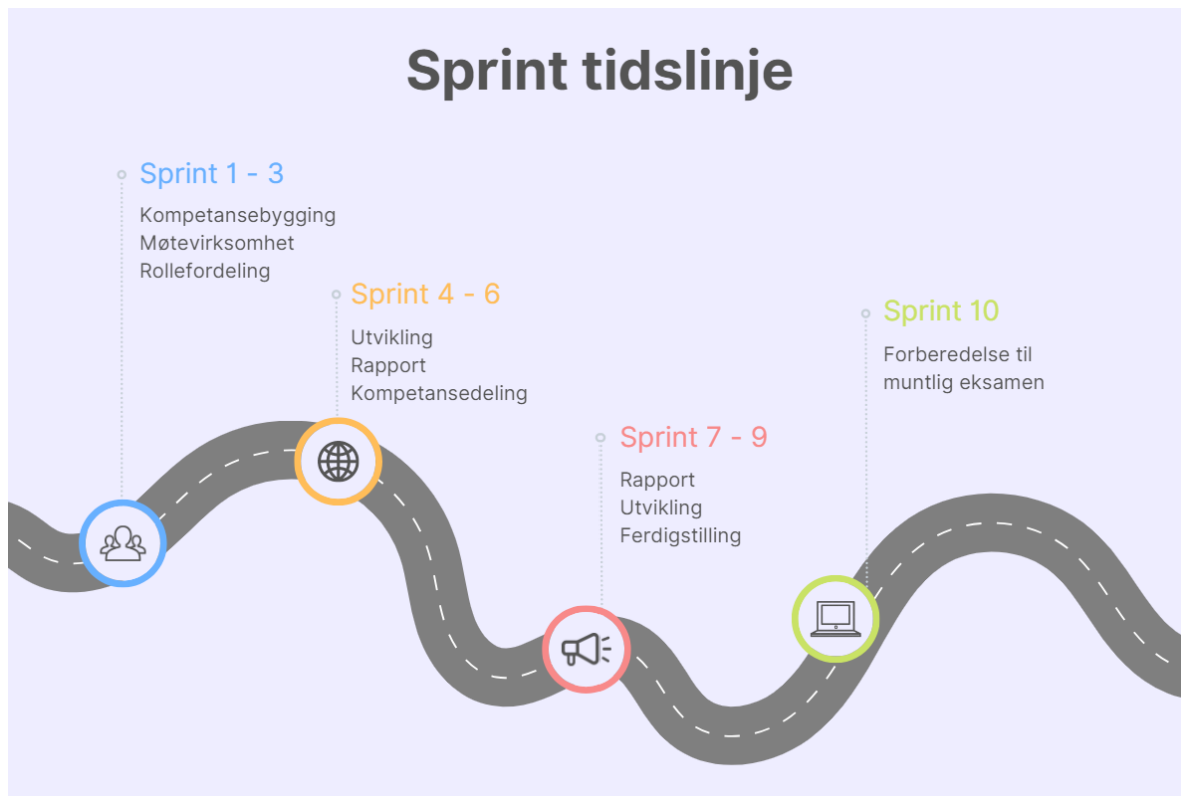 Sprint tidslinje
Sprint 1 - 3
Kompetansebygging
Møtevirksomhet
Rollefordeling
Sprint 4 - 6
Utvikling
Rapport
Kompetansedeling
Sprint 7 - 9
Rapport
Utvikling
Ferdigstilling
Sprint 10
Forberedelse til
muntlig eksamen